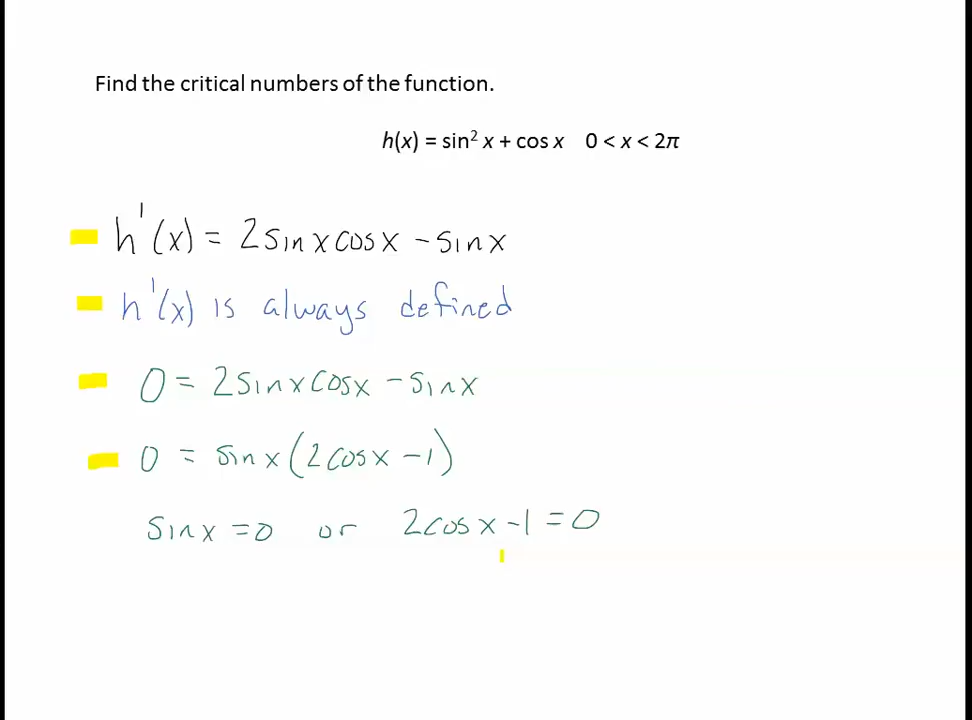 Find the critical numbers of the function.
h(x) = sin² x + cos x 0 < x < 2π
h'(x) = 2sinxcosx - sinx
h'(x) is always defined
0 = 2sinxcosx - sinx
0 = sinx(2cosx - 1)
sinx = 0 or 2cosx - 1 = 0